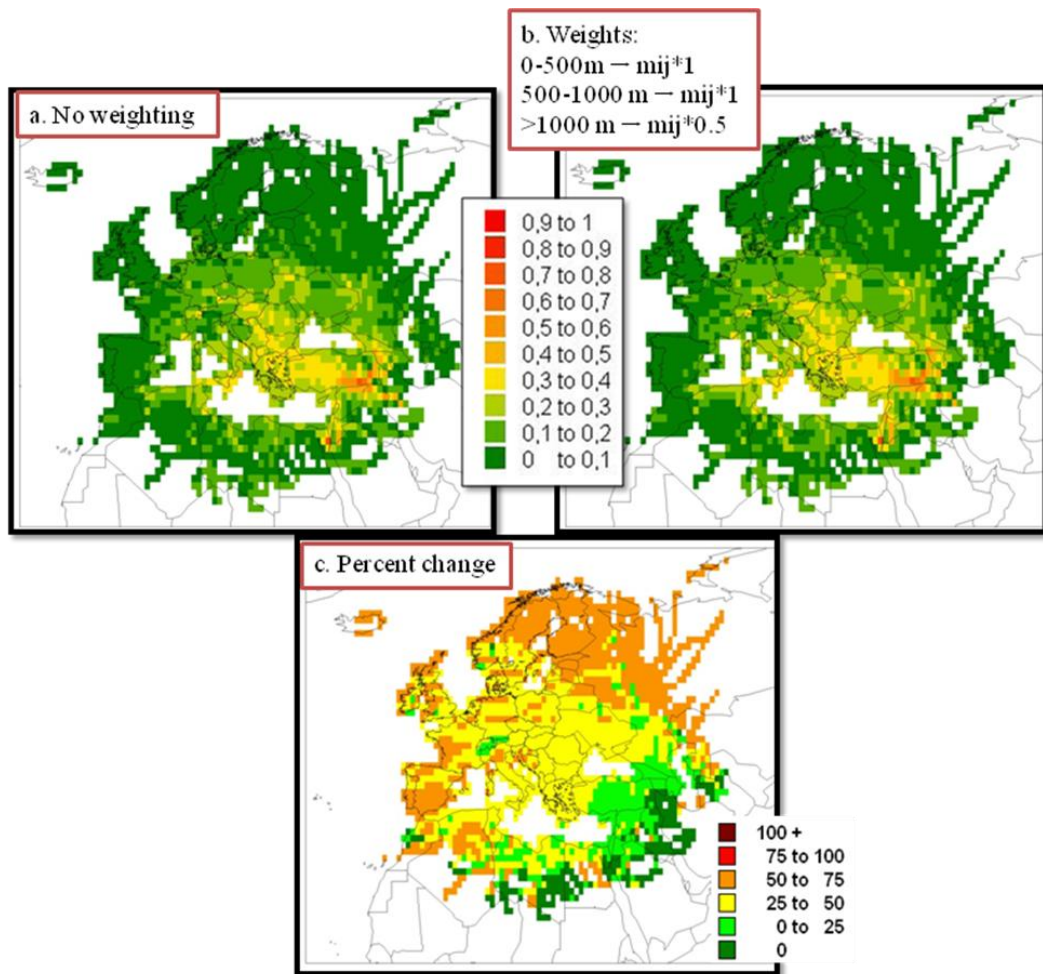 a. No weighting
b. Weights:
0-500m → mij*1
500-1000 m → mij*1
>1000 m → mij*0.5
0,9 to 1
0,8 to 0,9
0,7 to 0,8
0,6 to 0,7
0,5 to 0,6
0,4 to 0,5
0,3 to 0,4
0,2 to 0,3
0,1 to 0,2
0 to 0,1
c. Percent change
100 +
75 to 100
50 to 75
25 to 50
0 to 25
0